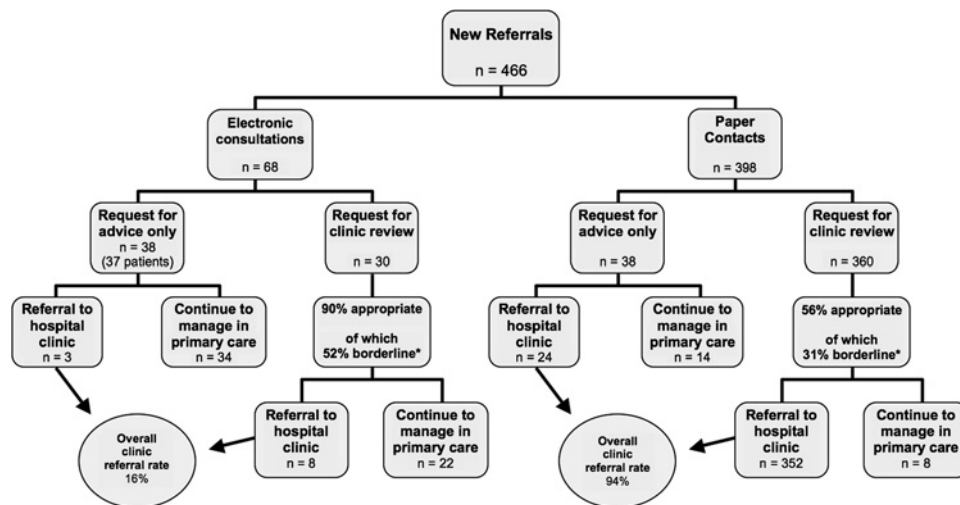 New Referrals
n = 466
Electronic
consultations
n = 68
Paper
Contacts
n = 398
Request for
advice only
n = 38
(37 patients)
Request for
clinic review
n = 30
Request for
advice only
n = 38
Request for
clinic review
n = 360
Referral to
hospital
clinic
n = 3
Continue to
manage in
primary care
n = 34
90% appropriate
of which
52% borderline*
Referral to
hospital
clinic
n = 24
Continue to
manage in
primary care
n = 14
56% appropriate
of which
31% borderline*
Overall
clinic
referral rate
16%
Referral to
hospital
clinic
n = 8
Continue to
manage in
primary care
n = 22
Overall
clinic
referral rate
94%
Referral to
hospital
clinic
n = 352
Continue to
manage in
primary care
n = 8